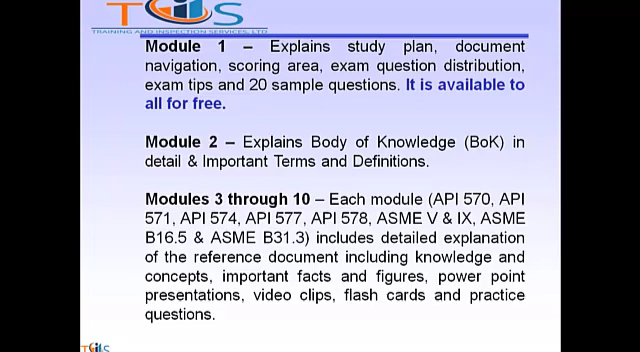 TGIS
TRAINING AND INSPECTION SERVICES, LTD
Module 1 – Explains study plan, document
navigation, scoring area, exam question distribution,
exam tips and 20 sample questions. It is available to
all for free.
Module 2 – Explains Body of Knowledge (BoK) in
detail & Important Terms and Definitions.
Modules 3 through 10 – Each module (API 570, API
571, API 574, API 577, API 578, ASME V & IX, ASME
B16.5 & ASME B31.3) includes detailed explanation
of the reference document including knowledge and
concepts, important facts and figures, power point
presentations, video clips, flash cards and practice
questions.